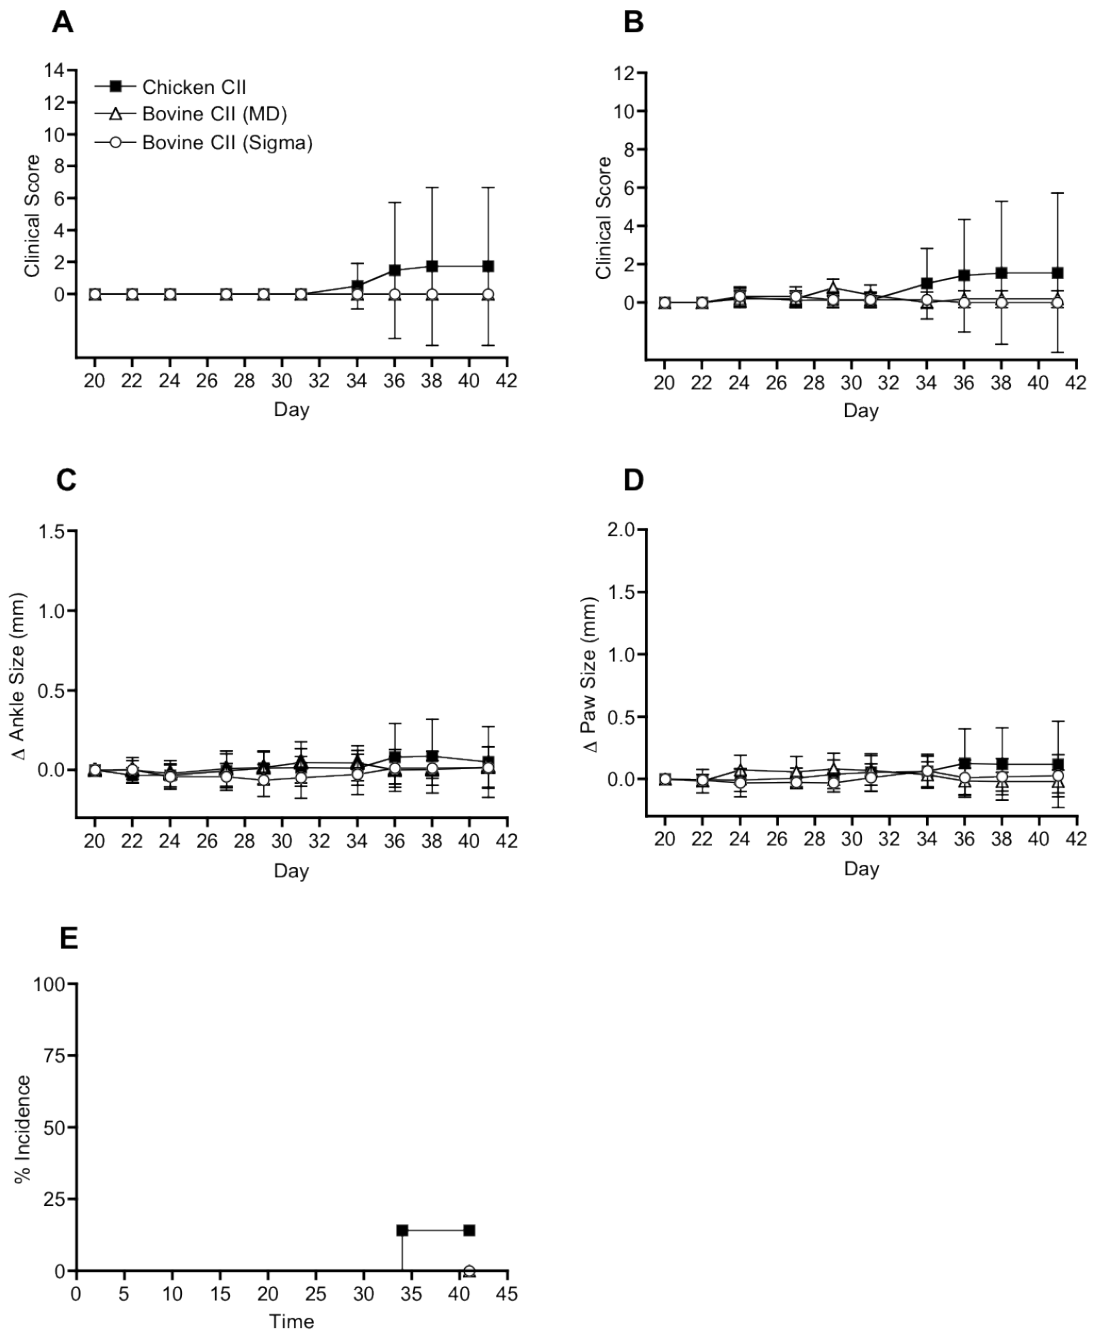 A
14
12
10
8
6
4
2
0
Clinical Score
Chicken CII
Bovine CII (MD)
Bovine CII (Sigma)
20 22 24 26 28 30 32 34 36 38 40 42
Day
B
12
10
8
6
4
2
0
Clinical Score
20 22 24 26 28 30 32 34 36 38 40 42
Day
C
1.5
1.0
0.5
0.0
Δ Ankle Size (mm)
20 22 24 26 28 30 32 34 36 38 40 42
Day
D
2.0
1.5
1.0
0.5
0.0
Δ Paw Size (mm)
20 22 24 26 28 30 32 34 36 38 40 42
Day
E
100
75
50
25
0
% Incidence
0 5 10 15 20 25 30 35 40 45
Time